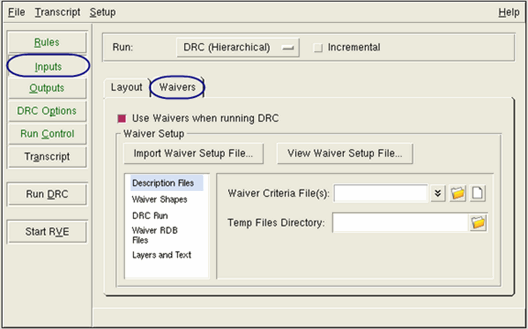 File Transcript Setup Help
Rules
Inputs
Outputs
DRC Options
Run Control
Transcript
Run DRC
Start RVE
Run: DRC (Hierarchical) Incremental
Layout Waivers
Use Waivers when running DRC
Waiver Setup
Import Waiver Setup File... View Waiver Setup File...
Description Files
Waiver Shapes
DRC Run
Waiver RDB
Files
Layers and Text
Waiver Criteria File(s):
Temp Files Directory: